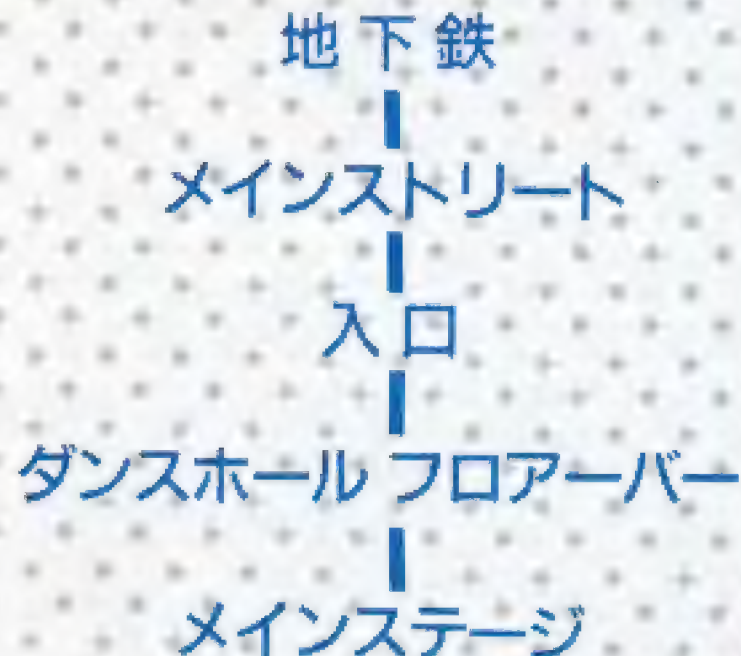 地下鉄
メインストリート
入口
ダンスホール フロアーバー
メインステージ